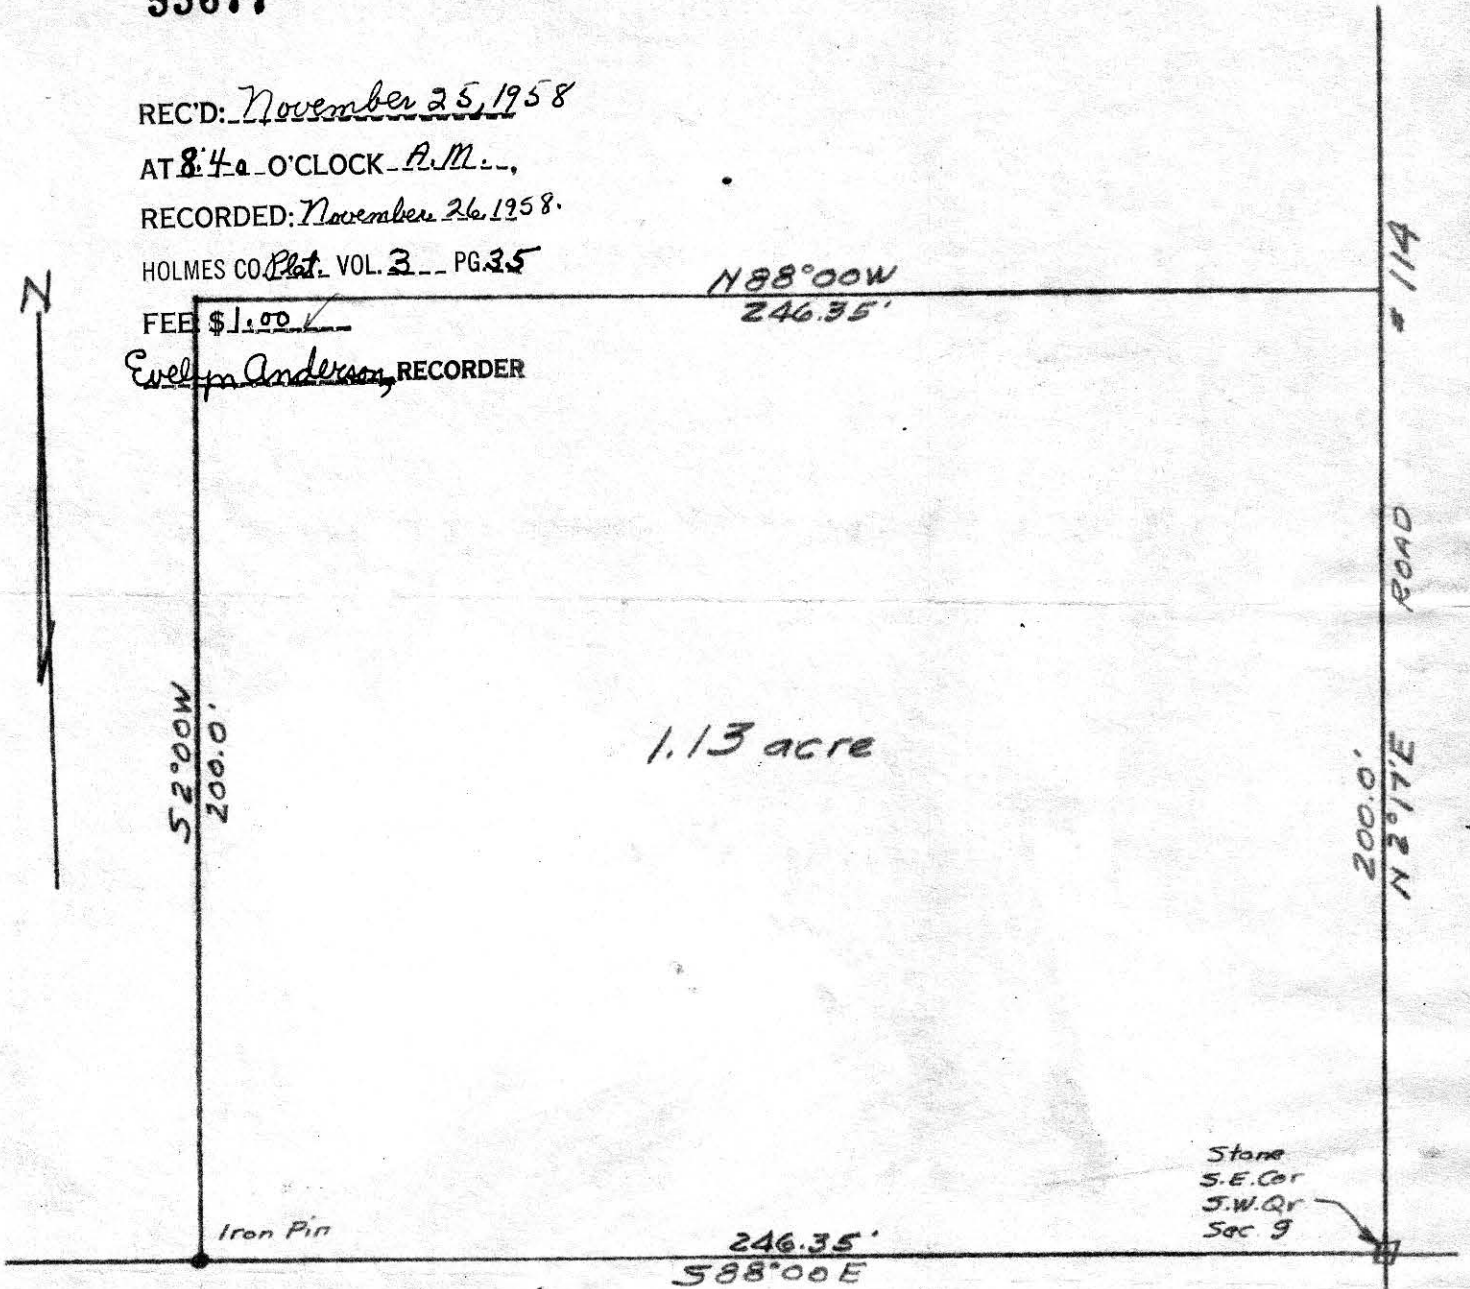 REC'D: November 25, 1958
AT 8:40 O'CLOCK A.M.,
RECORDED: November 26, 1958.
HOLMES CO. Plat. VOL. 3 PG. 35
FEE $1.00
Evelyn Anderson, RECORDER
N
N88°00W
246.35'
# 114
ROAD
S 2°00W
200.0'
1.13 acre
200.0'
N 2°17'E
Stone
S.E. Cor
S.W. Qr
Sec 9
Iron Pin
246.35'
S88°00E